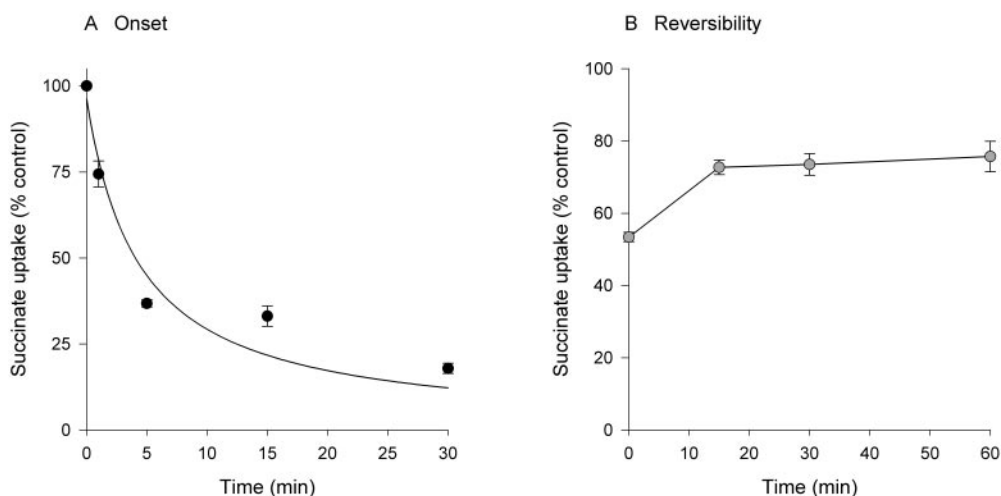 A Onset
B Reversibility
Succinate uptake (% control)
100
75
50
25
0
0 5 10 15 20 25 30
Time (min)
Succinate uptake (% control)
100
80
60
40
20
0
0 10 20 30 40 50 60
Time (min)